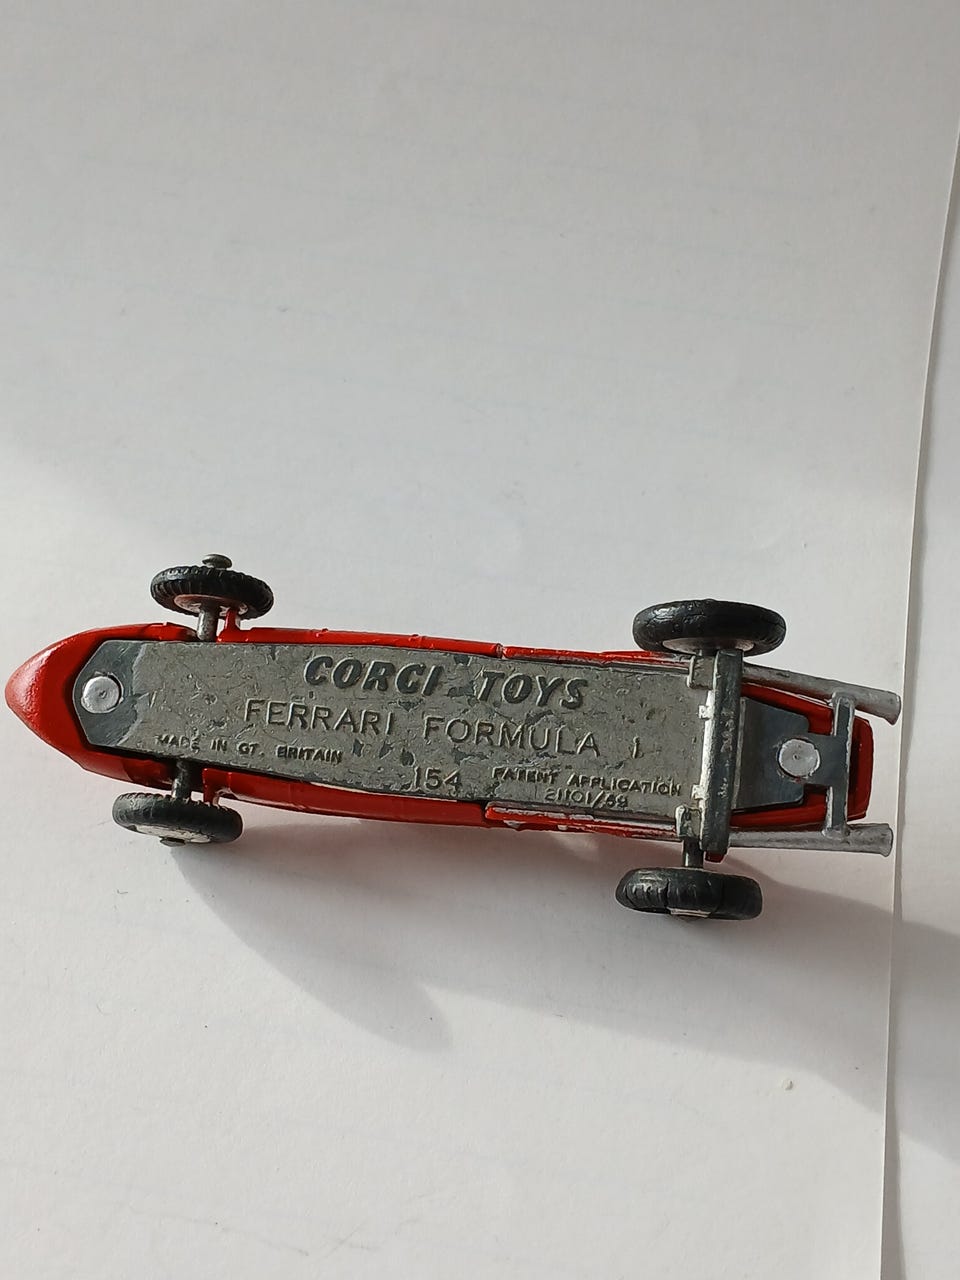 CORGI TOYS
FERRARI FORMULA 1
MADE IN GT. BRITAIN
154
PATENT APPLICATION
21101/59